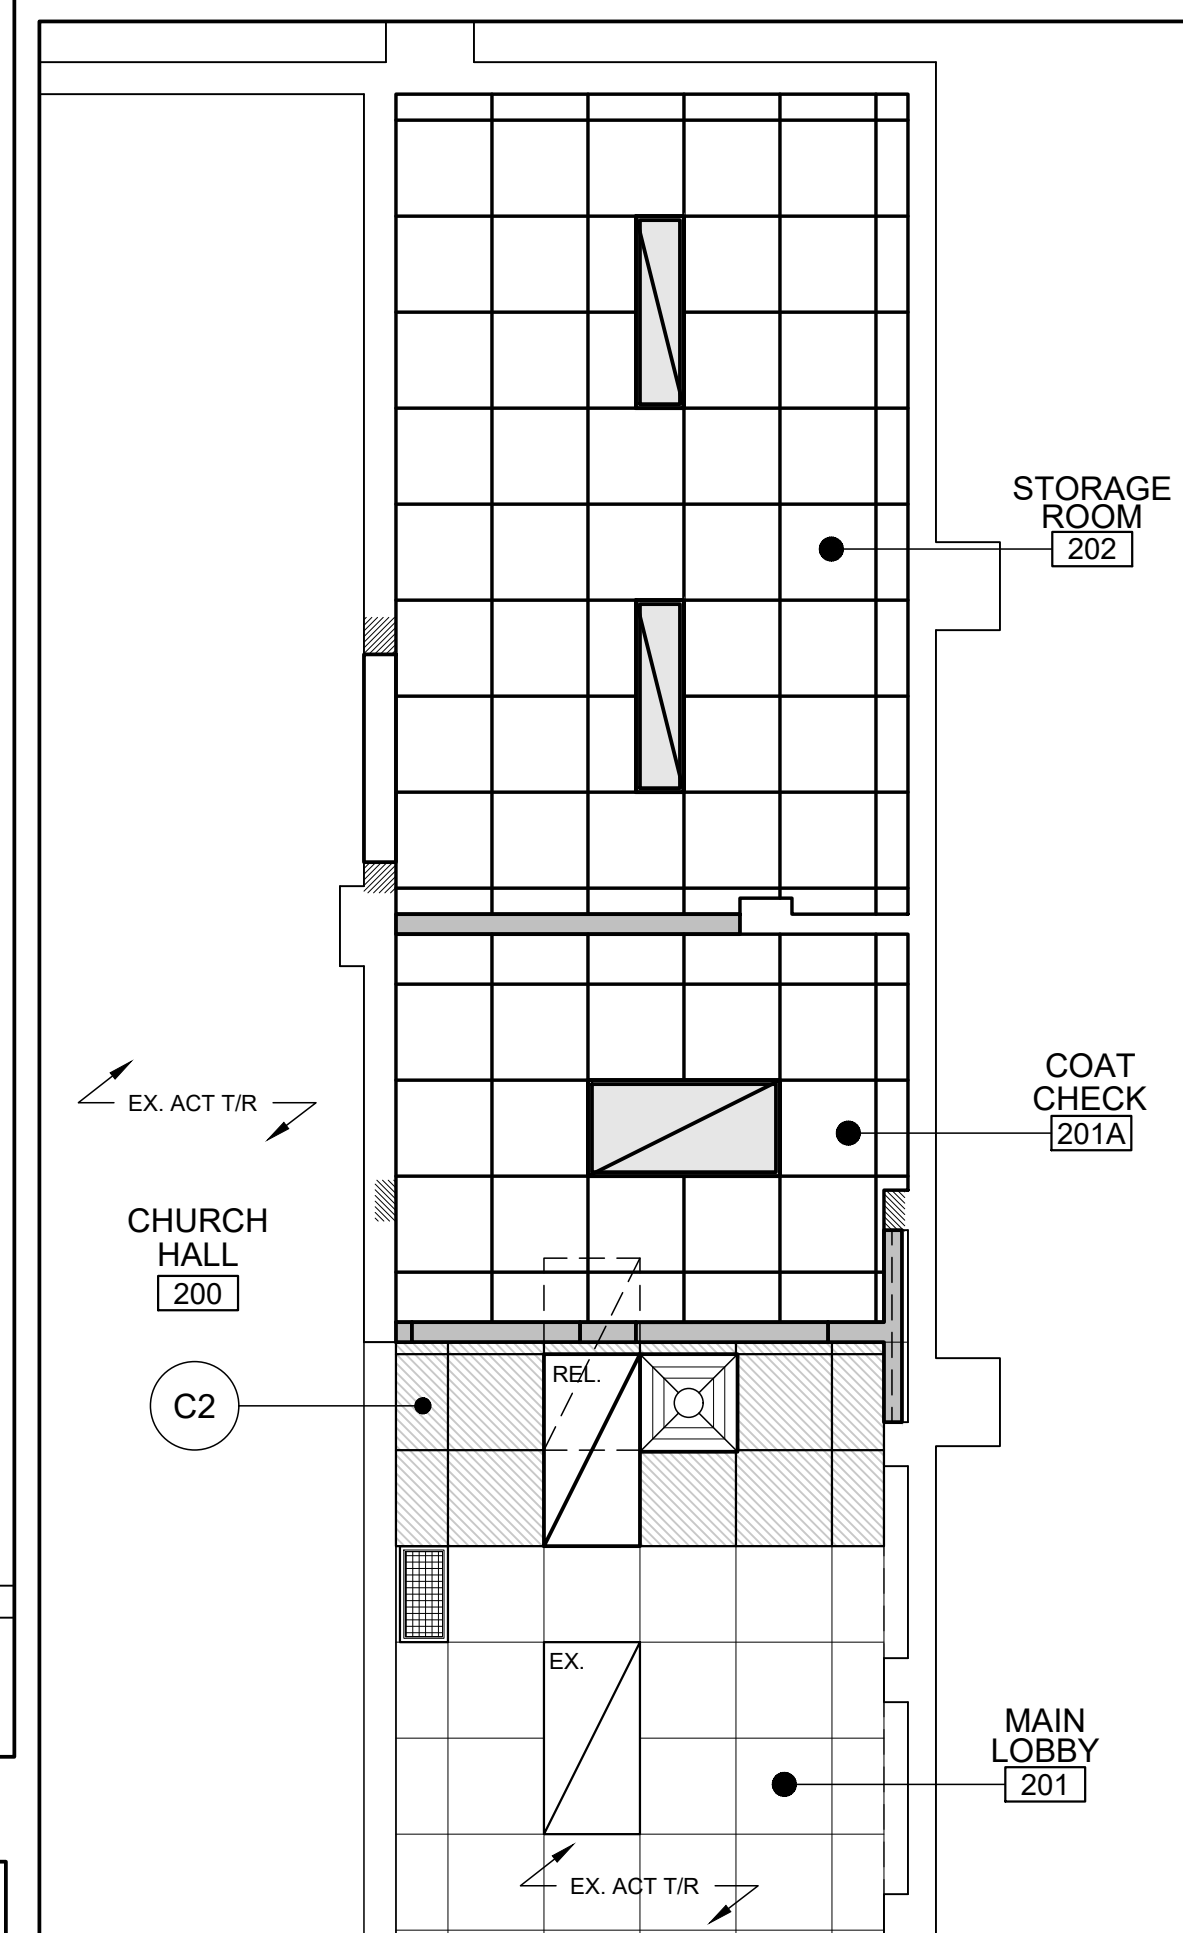 STORAGE
ROOM
202
EX. ACT T/R
COAT
CHECK
201A
CHURCH
HALL
200
REL.
C2
EX.
MAIN
LOBBY
201
EX. ACT T/R